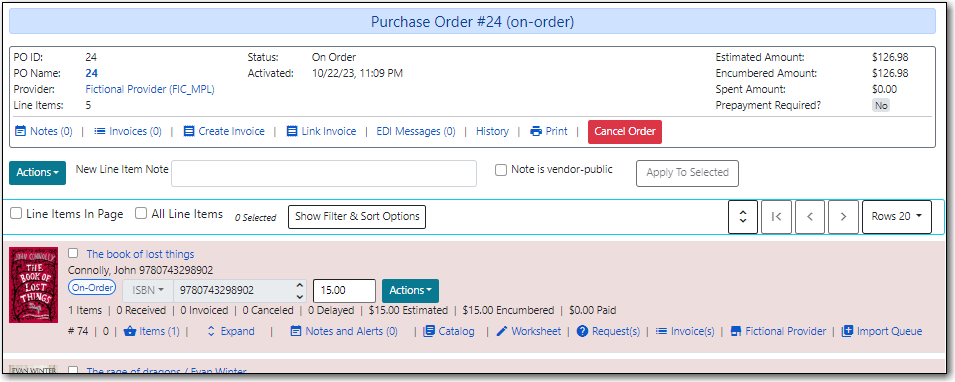 Purchase Order #24 (on-order)
PO ID: 24 Status: On Order Estimated Amount: $126.98
PO Name: 24 Activated: 10/22/23, 11:09 PM Encumbered Amount: $126.98
Provider: Fictional Provider (FIC_MPL) Spent Amount: $0.00
Line Items: 5 Prepayment Required? No
Notes (0) | Invoices (0) | Create Invoice | Link Invoice | EDI Messages (0) | History | Print | Cancel Order
Actions New Line Item Note Note is vendor-public Apply To Selected
Line Items In Page All Line Items 0 Selected Show Filter & Sort Options Rows 20
JOHN CONNOLLY
THE
BOOK OF
LOST
THINGS
The book of lost things
Connolly, John 9780743298902
On-Order ISBN 9780743298902 15.00 Actions
1 Items | 0 Received | 0 Invoiced | 0 Canceled | 0 Delayed | $15.00 Estimated | $15.00 Encumbered | $0.00 Paid
# 74 | 0 | Items (1) | Expand | Notes and Alerts (0) | Catalog | Worksheet | Request(s) | Invoice(s) | Fictional Provider | Import Queue
EVAN WINTER
The rage of dragons / Evan Winter